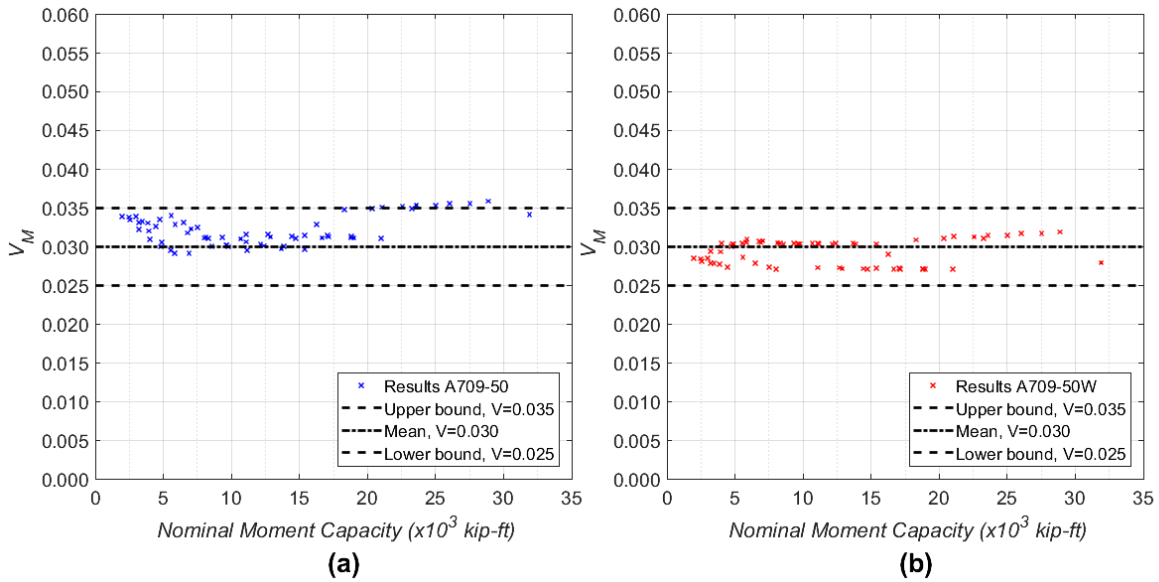 0.060
0.055
0.050
0.045
0.040
0.035
0.030
0.025
0.020
0.015
0.010
0.005
0.000
V_M
0 5 10 15 20 25 30 35
Nominal Moment Capacity (x10³ kip-ft)
Results A709-50
Upper bound, V=0.035
Mean, V=0.030
Lower bound, V=0.025
(a)
0.060
0.055
0.050
0.045
0.040
0.035
0.030
0.025
0.020
0.015
0.010
0.005
0.000
V_M
0 5 10 15 20 25 30 35
Nominal Moment Capacity (x10³ kip-ft)
Results A709-50W
Upper bound, V=0.035
Mean, V=0.030
Lower bound, V=0.025
(b)